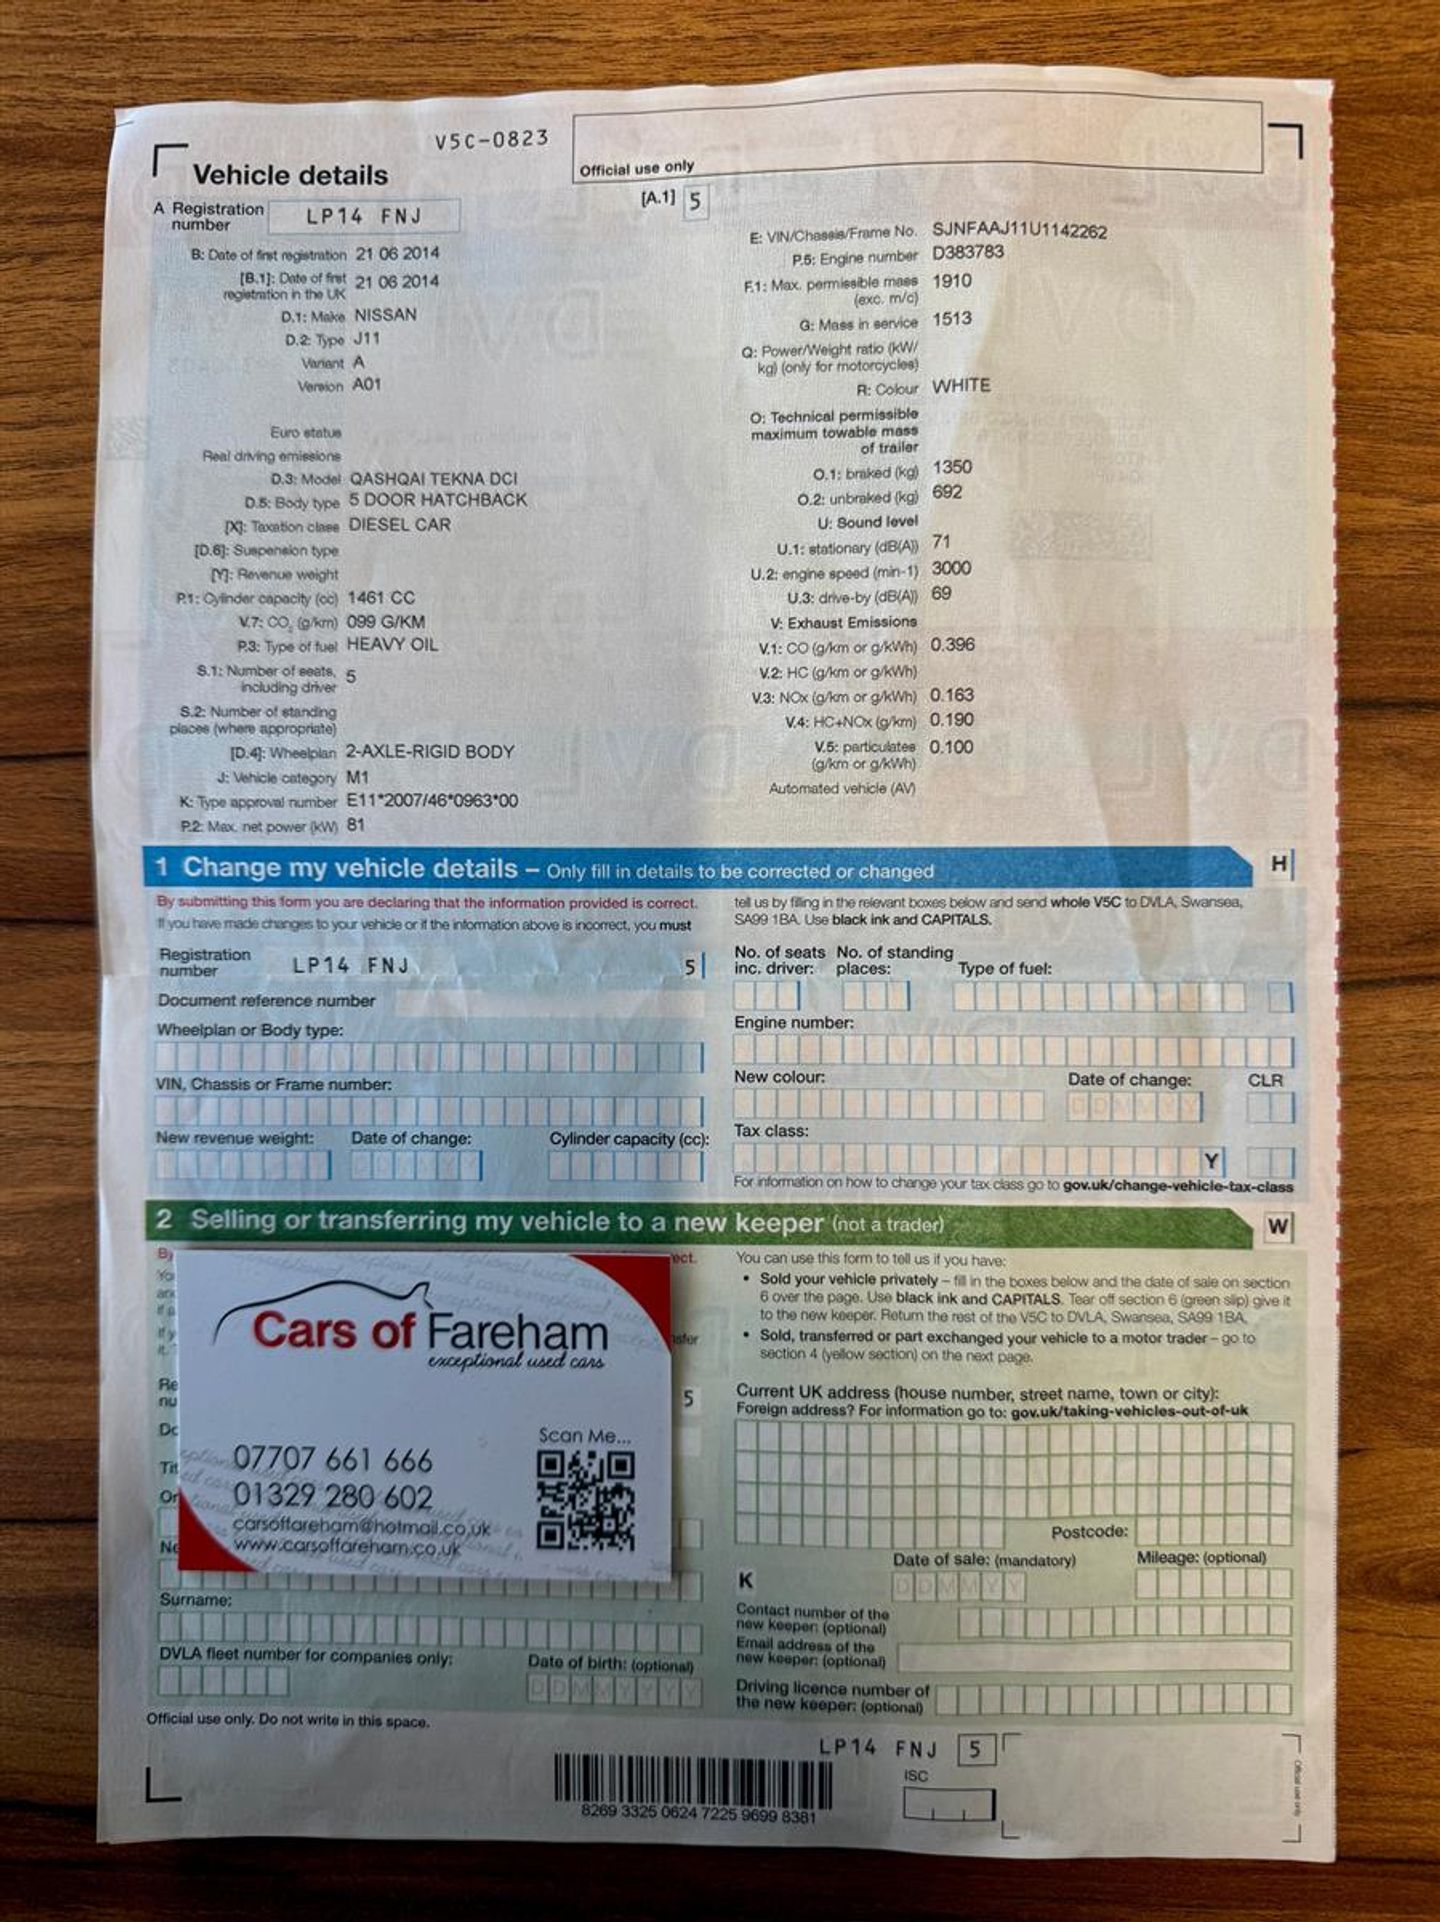 V5C-0823
Official use only
Vehicle details
A Registration number LP14 FNJ
[A.1] 5
B: Date of first registration 21 06 2014
[B.1]: Date of first registration in the UK 21 06 2014
D.1: Make NISSAN
D.2: Type J11
Variant A
Version A01
Euro status
Real driving emissions
D.3: Model QASHQAI TEKNA DCI
D.5: Body type 5 DOOR HATCHBACK
[X]: Taxation class DIESEL CAR
[D.6]: Suspension type
[Y]: Revenue weight
P.1: Cylinder capacity (cc) 1461 CC
V.7: CO2 (g/km) 099 G/KM
P.3: Type of fuel HEAVY OIL
S.1: Number of seats, including driver 5
S.2: Number of standing places (where appropriate)
[D.4]: Wheelplan 2-AXLE-RIGID BODY
J: Vehicle category M1
K: Type approval number E11*2007/46*0963*00
P.2: Max. net power (kW) 81
E: VIN/Chassis/Frame No. SJNFAAJ11U1142262
P.5: Engine number D383783
F.1: Max. permissible mass (exc. m/c) 1910
G: Mass in service 1513
Q: Power/Weight ratio (kW/kg) (only for motorcycles)
R: Colour WHITE
O: Technical permissible maximum towable mass of trailer
O.1: braked (kg) 1350
O.2: unbraked (kg) 692
U: Sound level
U.1: stationary (dB(A)) 71
U.2: engine speed (min-1) 3000
U.3: drive-by (dB(A)) 69
V: Exhaust Emissions
V.1: CO (g/km or g/kWh) 0.396
V.2: HC (g/km or g/kWh)
V.3: NOx (g/km or g/kWh) 0.163
V.4: HC+NOx (g/km) 0.190
V.5: particulates (g/km or g/kWh) 0.100
Automated vehicle (AV)
1 Change my vehicle details – Only fill in details to be corrected or changed H
By submitting this form you are declaring that the information provided is correct.
If you have made changes to your vehicle or if the information above is incorrect, you must
tell us by filling in the relevant boxes below and send whole V5C to DVLA, Swansea,
SA99 1BA. Use black ink and CAPITALS.
Registration number LP14 FNJ 5
Document reference number
Wheelplan or Body type:
VIN, Chassis or Frame number:
New revenue weight: Date of change: Cylinder capacity (cc):
DDMMYY
No. of seats inc. driver: No. of standing places: Type of fuel:
Engine number:
New colour: Date of change: CLR
DDMMYY
Tax class:
Y
For information on how to change your tax class go to gov.uk/change-vehicle-tax-class
2 Selling or transferring my vehicle to a new keeper (not a trader) W
Cars of Fareham
exceptional used cars
Scan Me...
07707 661 666
01329 280 602
carsoffareham@hotmail.co.uk
www.carsoffareham.co.uk
5
Surname:
DVLA fleet number for companies only: Date of birth: (optional)
DDMMYYYY
You can use this form to tell us if you have:
• Sold your vehicle privately – fill in the boxes below and the date of sale on section
6 over the page. Use black ink and CAPITALS. Tear off section 6 (green slip) give it
to the new keeper. Return the rest of the V5C to DVLA, Swansea, SA99 1BA.
• Sold, transferred or part exchanged your vehicle to a motor trader – go to
section 4 (yellow section) on the next page.
Current UK address (house number, street name, town or city):
Foreign address? For information go to: gov.uk/taking-vehicles-out-of-uk
Postcode:
Date of sale: (mandatory) Mileage: (optional)
K DDMMYY
Contact number of the new keeper: (optional)
Email address of the new keeper: (optional)
Driving licence number of the new keeper: (optional)
Official use only. Do not write in this space.
LP14 FNJ 5
ISC
8269 3325 0624 7225 9699 8381
Official use only